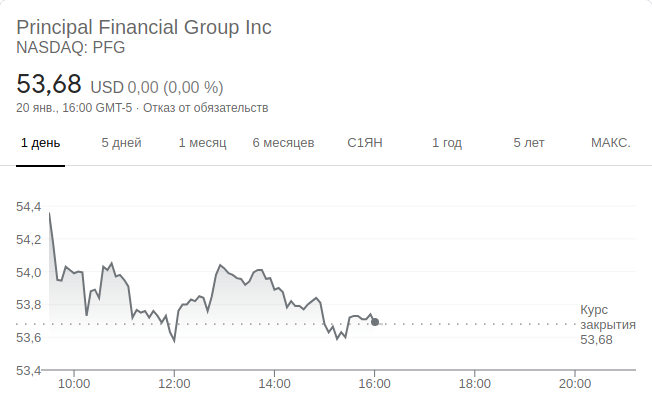 Principal Financial Group Inc
NASDAQ: PFG
53,68 USD 0,00 (0,00 %)
20 янв., 16:00 GMT-5 · Отказ от обязательств
1 день 5 дней 1 месяц 6 месяцев С1ЯН 1 год 5 лет МАКС.
54,4
54,2
54,0
53,8
53,6
53,4
Курс
закрытия
53,68
10:00 12:00 14:00 16:00 18:00 20:00